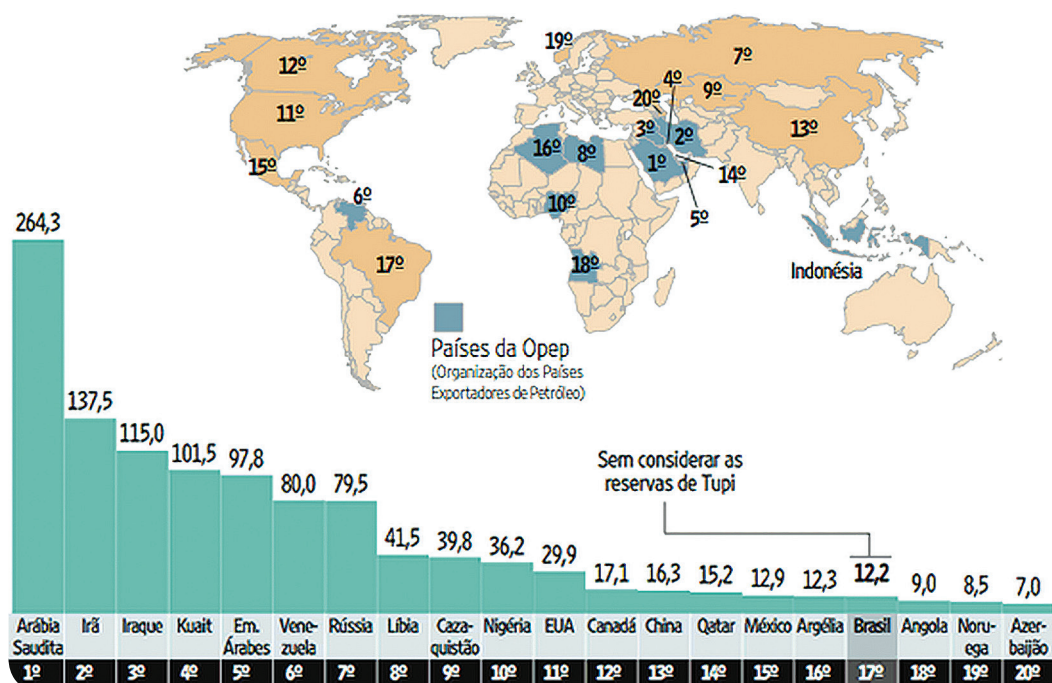 19º
7º
12º
4º
9º
20º
11º
3º
2º
13º
16º
8º
1º
15º
14º
6º
10º
5º
17º
18º
Indonésia
Países da Opep
(Organização dos Países
Exportadores de Petróleo)
264,3
137,5
115,0
101,5
97,8
80,0
79,5
41,5
39,8
36,2
29,9
17,1
16,3
15,2
12,9
12,3
12,2
9,0
8,5
7,0
Sem considerar as
reservas de Tupi
Arábia
Saudita
Irã
Iraque
Kuait
Em.
Árabes
Vene-
zuela
Rússia
Líbia
Caza-
quistão
Nigéria
EUA
Canadá
China
Qatar
México
Argélia
Brasil
Angola
Noru-
ega
Azer-
baijão
1º 2º 3º 4º 5º 6º 7º 8º 9º 10º 11º 12º 13º 14º 15º 16º 17º 18º 19º 20º